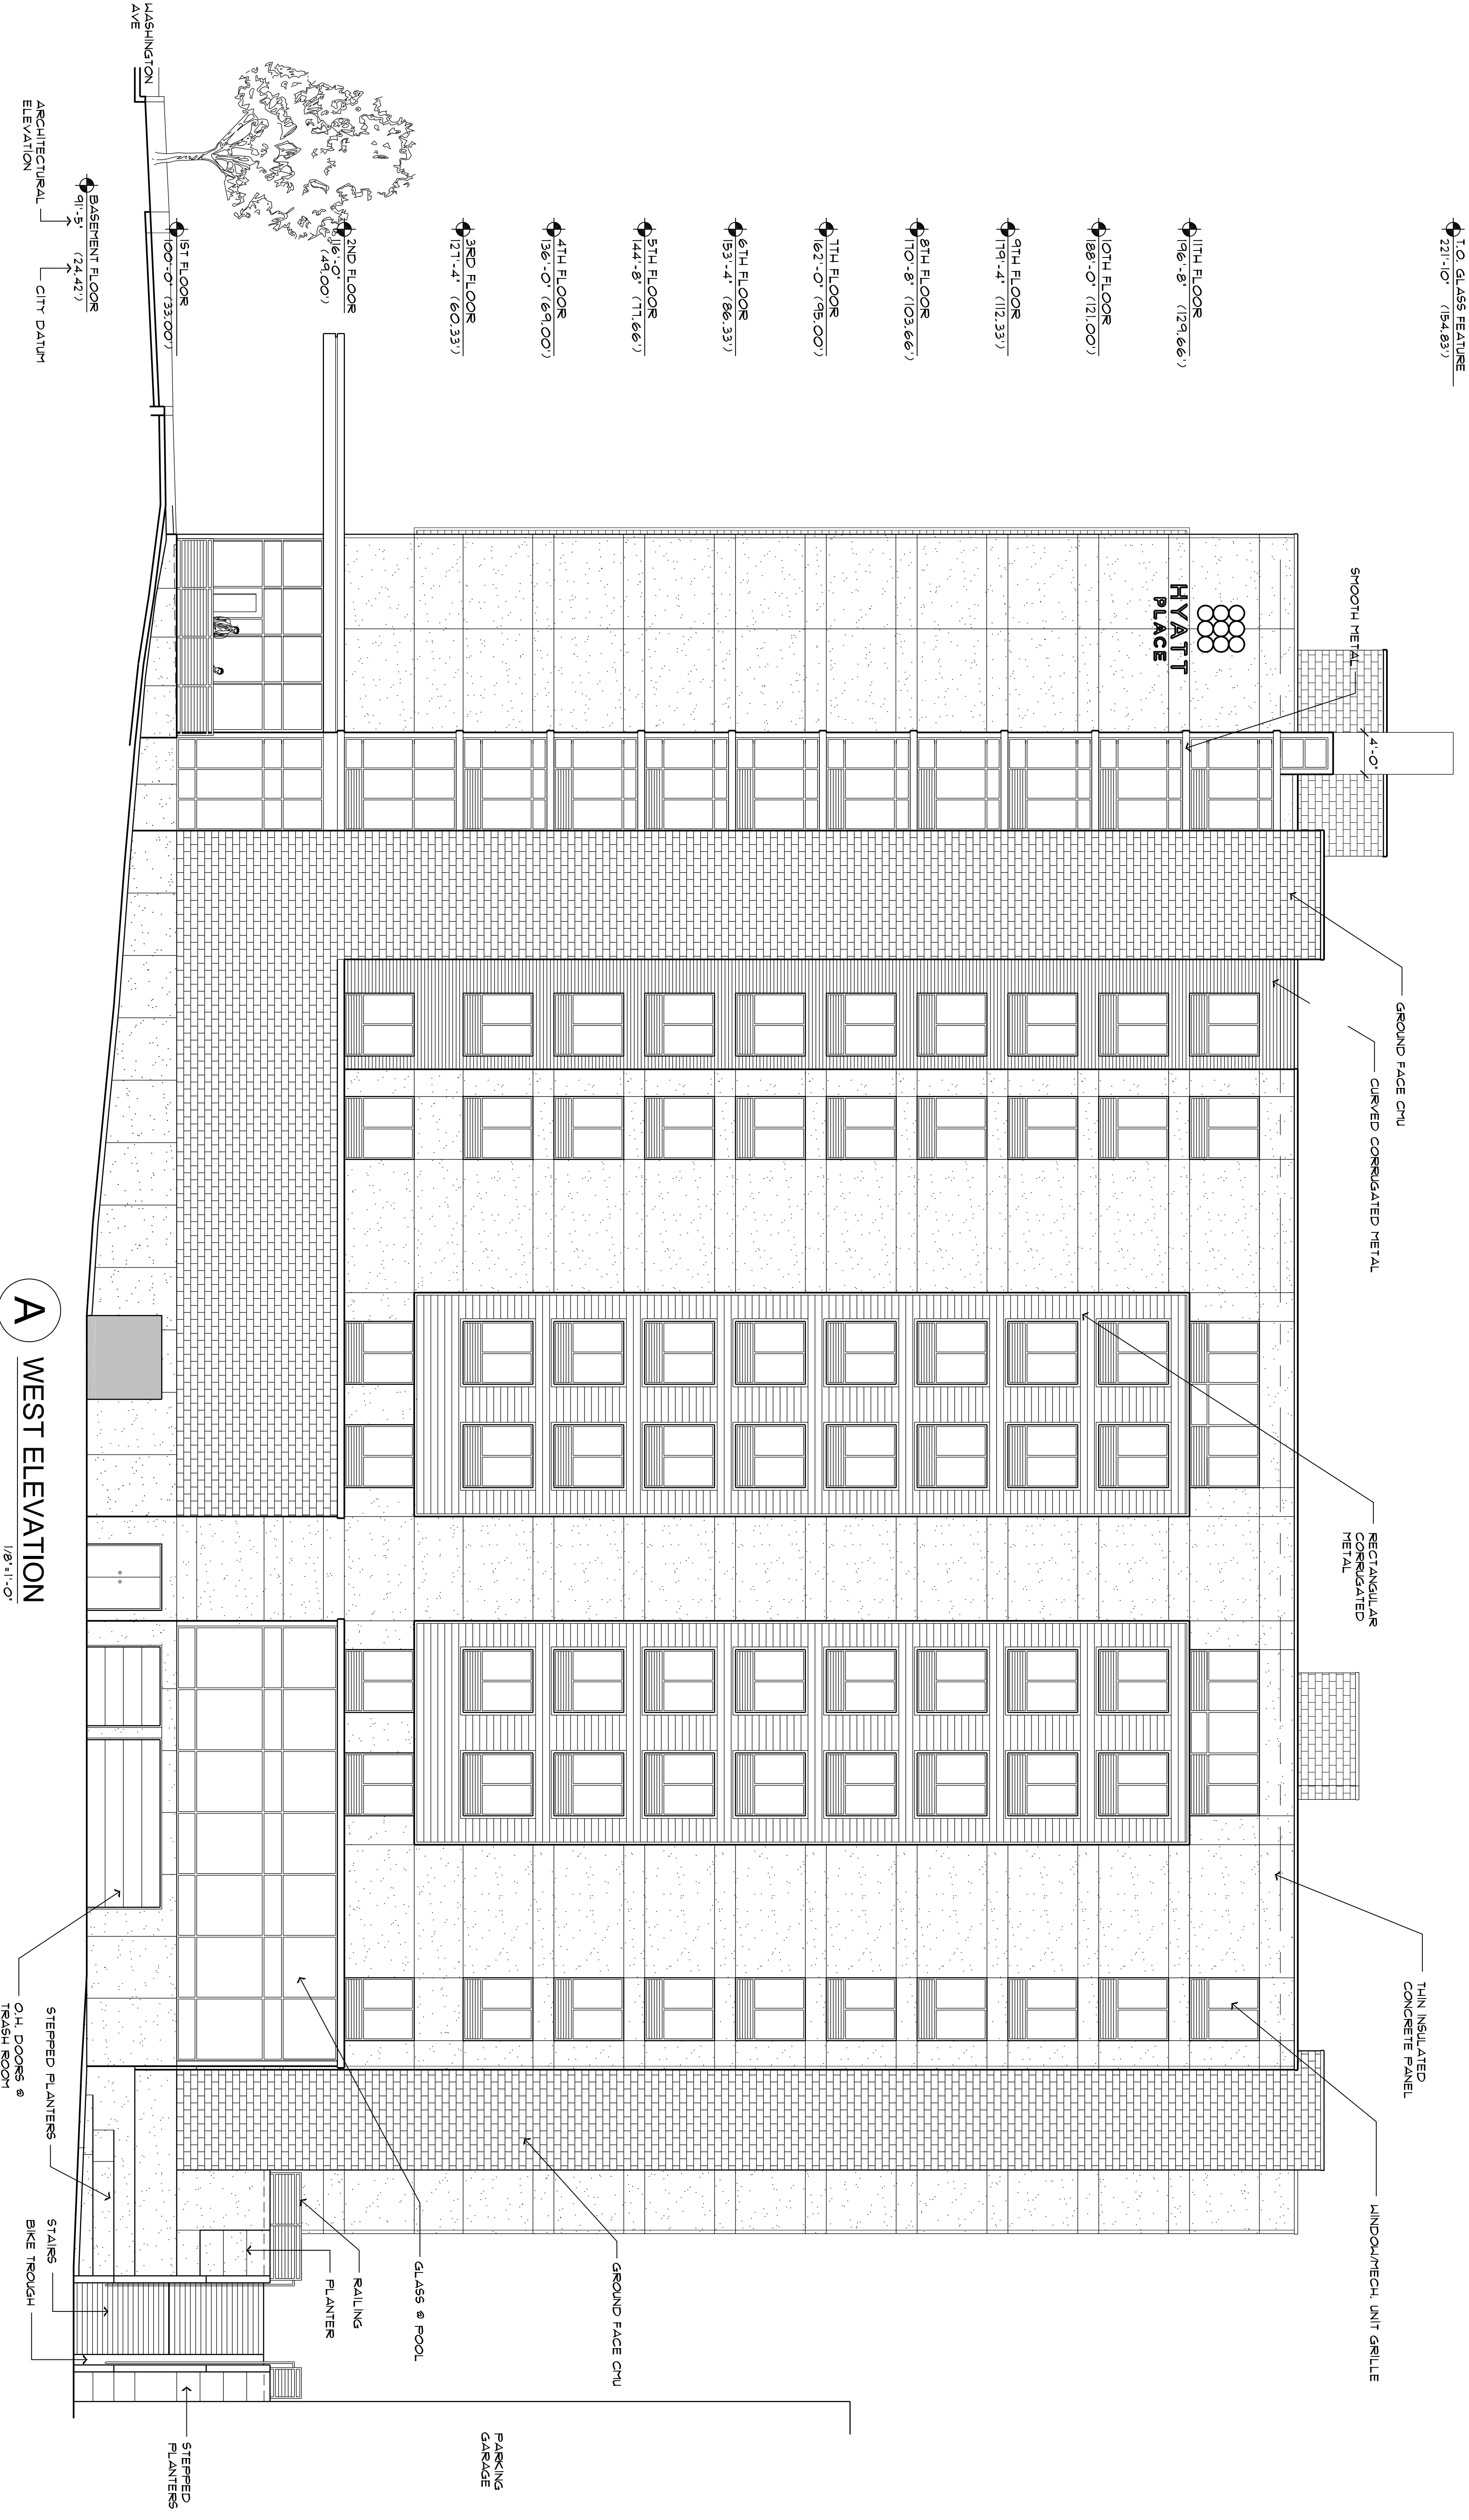 T.O. GLASS FEATURE
221'-10" (154.83')
11TH FLOOR
196'-8" (129.66')
10TH FLOOR
188'-0" (121.00')
9TH FLOOR
179'-4" (112.33')
8TH FLOOR
170'-8" (103.66')
7TH FLOOR
162'-0" (95.00')
6TH FLOOR
153'-4" (86.33')
5TH FLOOR
144'-8" (77.66')
4TH FLOOR
136'-0" (69.00')
3RD FLOOR
127'-4" (60.33')
2ND FLOOR
116'-0"
(49.00')
1ST FLOOR
100'-0" (33.00')
BASEMENT FLOOR
91'-5" (24.42')
ARCHITECTURAL
ELEVATION
CITY DATUM
WASHINGTON
AVE
SMOOTH METAL
4'-0"
HYATT
PLACE
GROUND FACE CMU
CURVED CORRUGATED METAL
RECTANGULAR
CORRUGATED
METAL
THIN INSULATED
CONCRETE PANEL
WINDOW/MECH. UNIT GRILLE
GROUND FACE CMU
GLASS @ POOL
RAILING
PLANTER
PARKING
GARAGE
STEPPED
PLANTERS
STAIRS
BIKE TROUGH
STEPPED PLANTERS
O.H. DOORS @
TRASH ROOM
A
WEST ELEVATION
1/8"=1'-0"